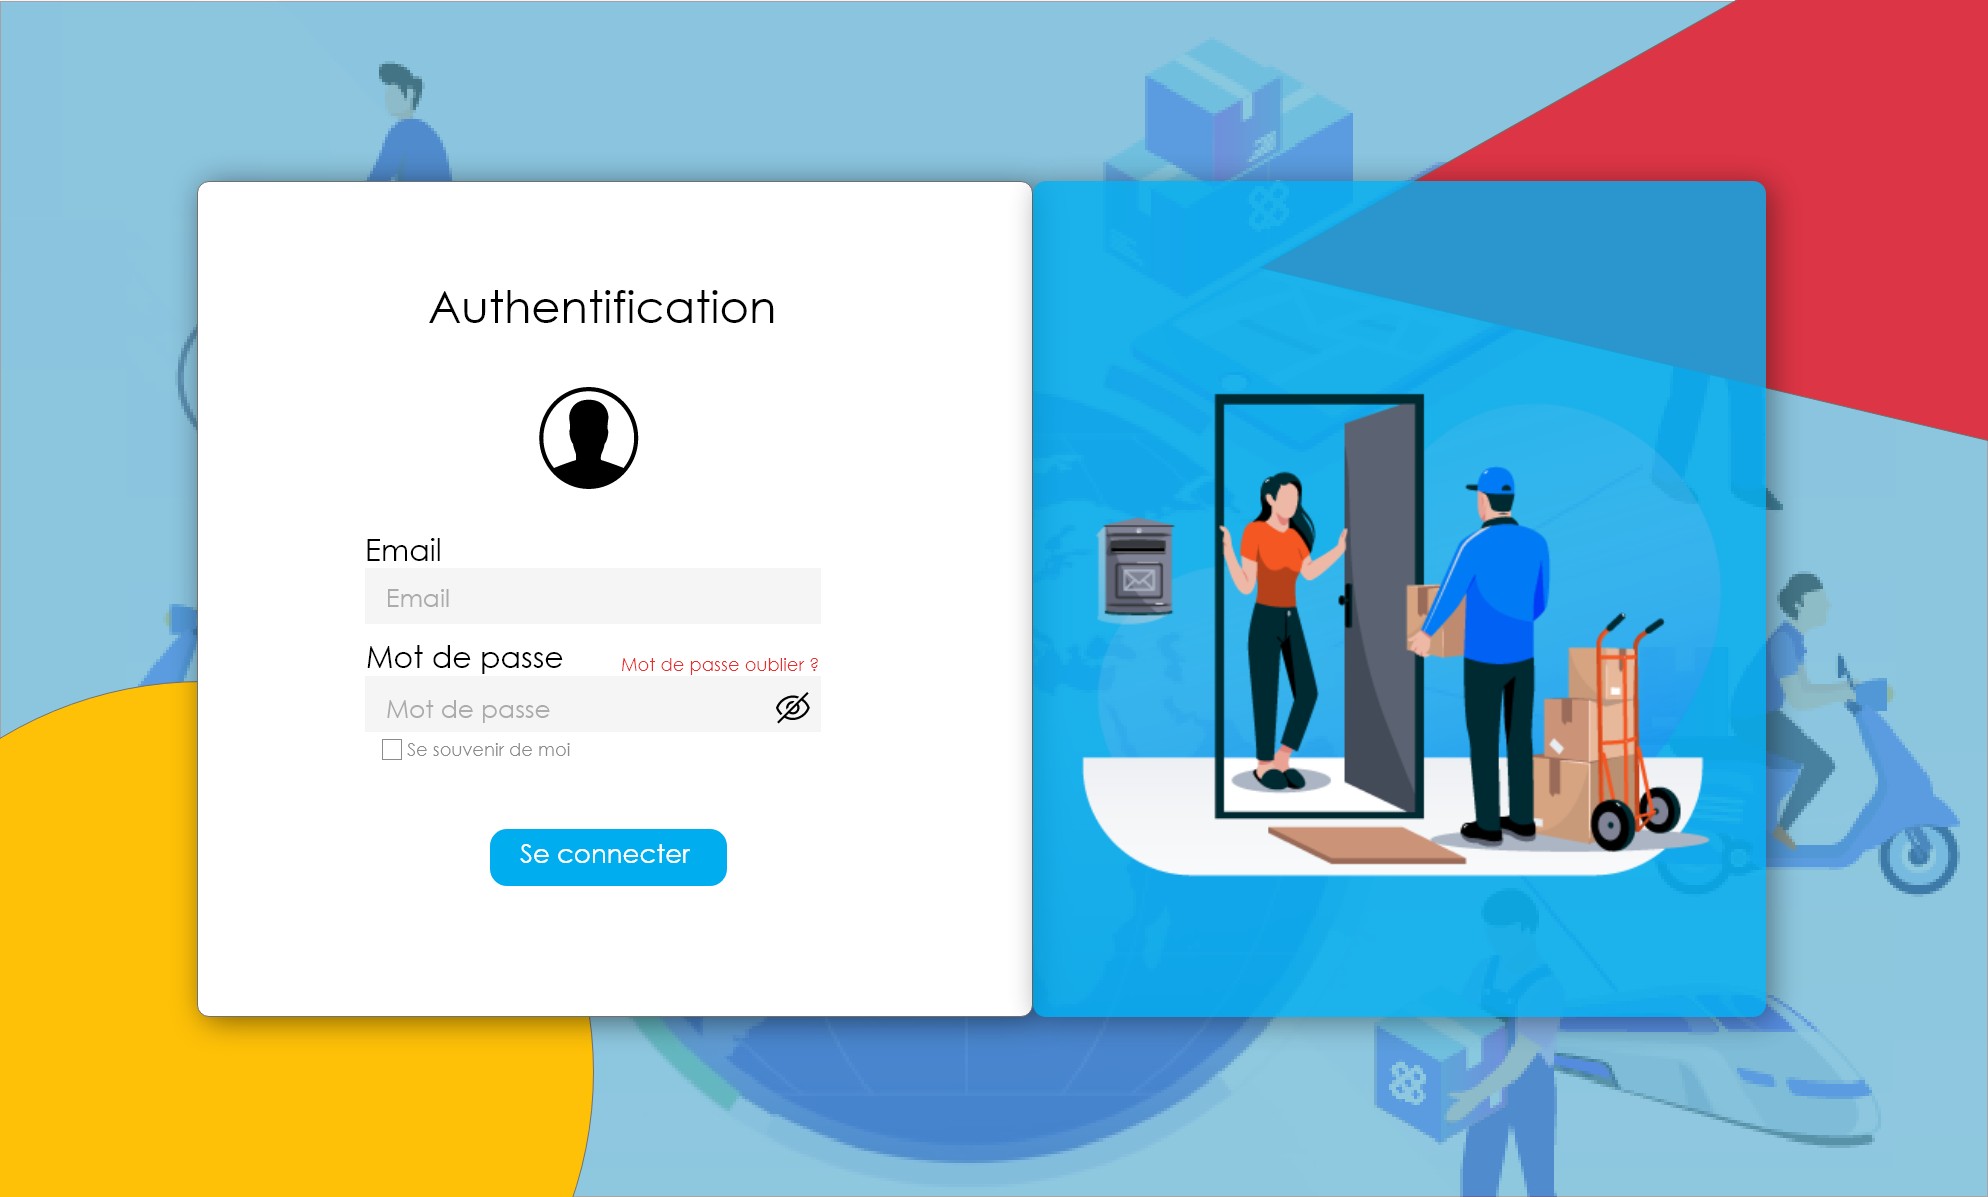 Authentification
Email
Email
Mot de passe
Mot de passe oublier ?
Mot de passe
Se souvenir de moi
Se connecter